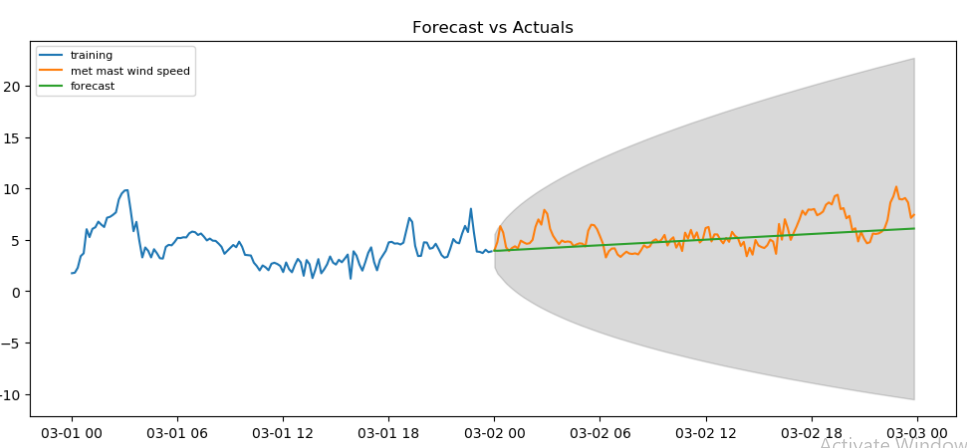 Forecast vs Actuals
training
met mast wind speed
forecast
20
15
10
5
0
−5
−10
03-01 00 03-01 06 03-01 12 03-01 18 03-02 00 03-02 06 03-02 12 03-02 18 03-03 00
Activate Window